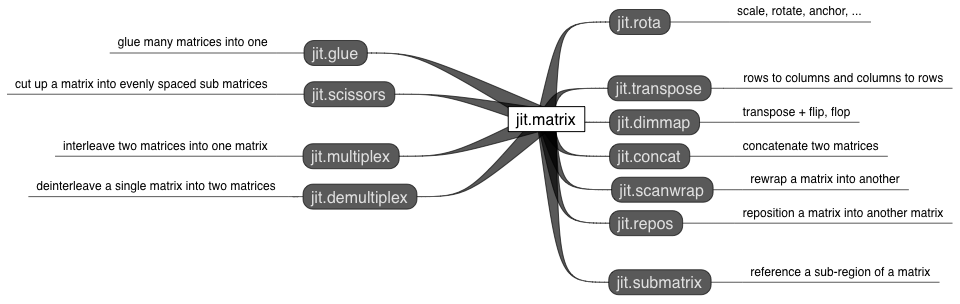 glue many matrices into one
jit.glue
cut up a matrix into evenly spaced sub matrices
jit.scissors
interleave two matrices into one matrix
jit.multiplex
deinterleave a single matrix into two matrices
jit.demultiplex
jit.matrix
jit.rota
scale, rotate, anchor, ...
jit.transpose
rows to columns and columns to rows
jit.dimmap
transpose + flip, flop
jit.concat
concatenate two matrices
jit.scanwrap
rewrap a matrix into another
jit.repos
reposition a matrix into another matrix
jit.submatrix
reference a sub-region of a matrix